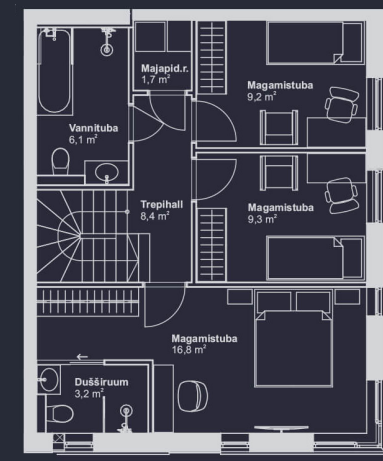 Majapid.r.
1,7 m²
Magamistuba
9,2 m²
Vannituba
6,1 m²
Trepihall
8,4 m²
Magamistuba
9,3 m²
Magamistuba
16,8 m²
Dušširuum
3,2 m²